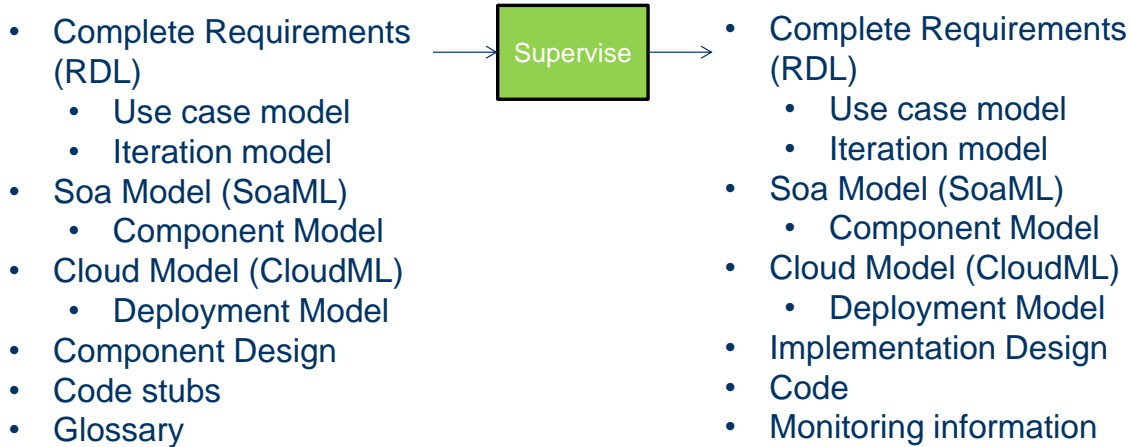 • Complete Requirements
(RDL)
• Use case model
• Iteration model
• Soa Model (SoaML)
• Component Model
• Cloud Model (CloudML)
• Deployment Model
• Component Design
• Code stubs
• Glossary
Supervise
• Complete Requirements
(RDL)
• Use case model
• Iteration model
• Soa Model (SoaML)
• Component Model
• Cloud Model (CloudML)
• Deployment Model
• Implementation Design
• Code
• Monitoring information